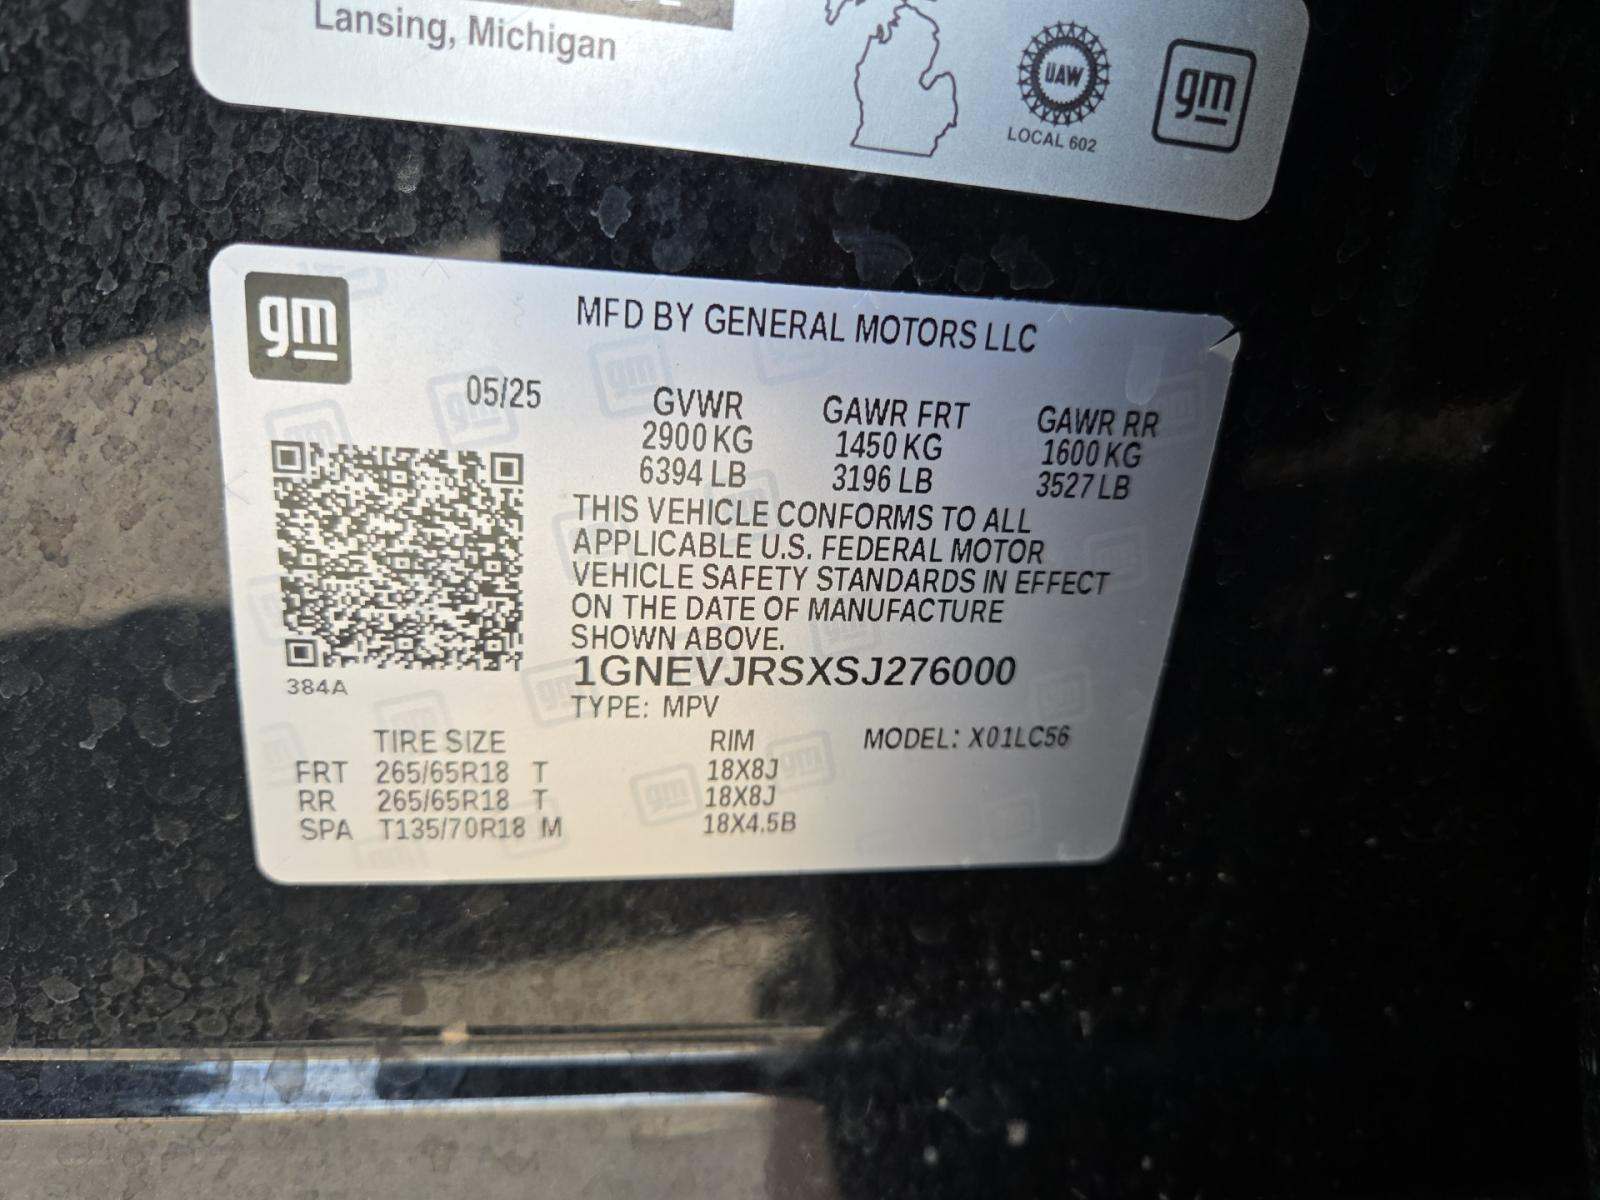 Lansing, Michigan
UAW
LOCAL 602
gm
gm
MFD BY GENERAL MOTORS LLC
05/25
GVWR GAWR FRT GAWR RR
2900 KG 1450 KG 1600 KG
6394 LB 3196 LB 3527 LB
THIS VEHICLE CONFORMS TO ALL
APPLICABLE U.S. FEDERAL MOTOR
VEHICLE SAFETY STANDARDS IN EFFECT
ON THE DATE OF MANUFACTURE
SHOWN ABOVE.
1GNEVJRSXSJ276000
384A
TYPE: MPV
TIRE SIZE RIM MODEL: X01LC56
FRT 265/65R18 T 18X8J
RR 265/65R18 T 18X8J
SPA T135/70R18 M 18X4.5B